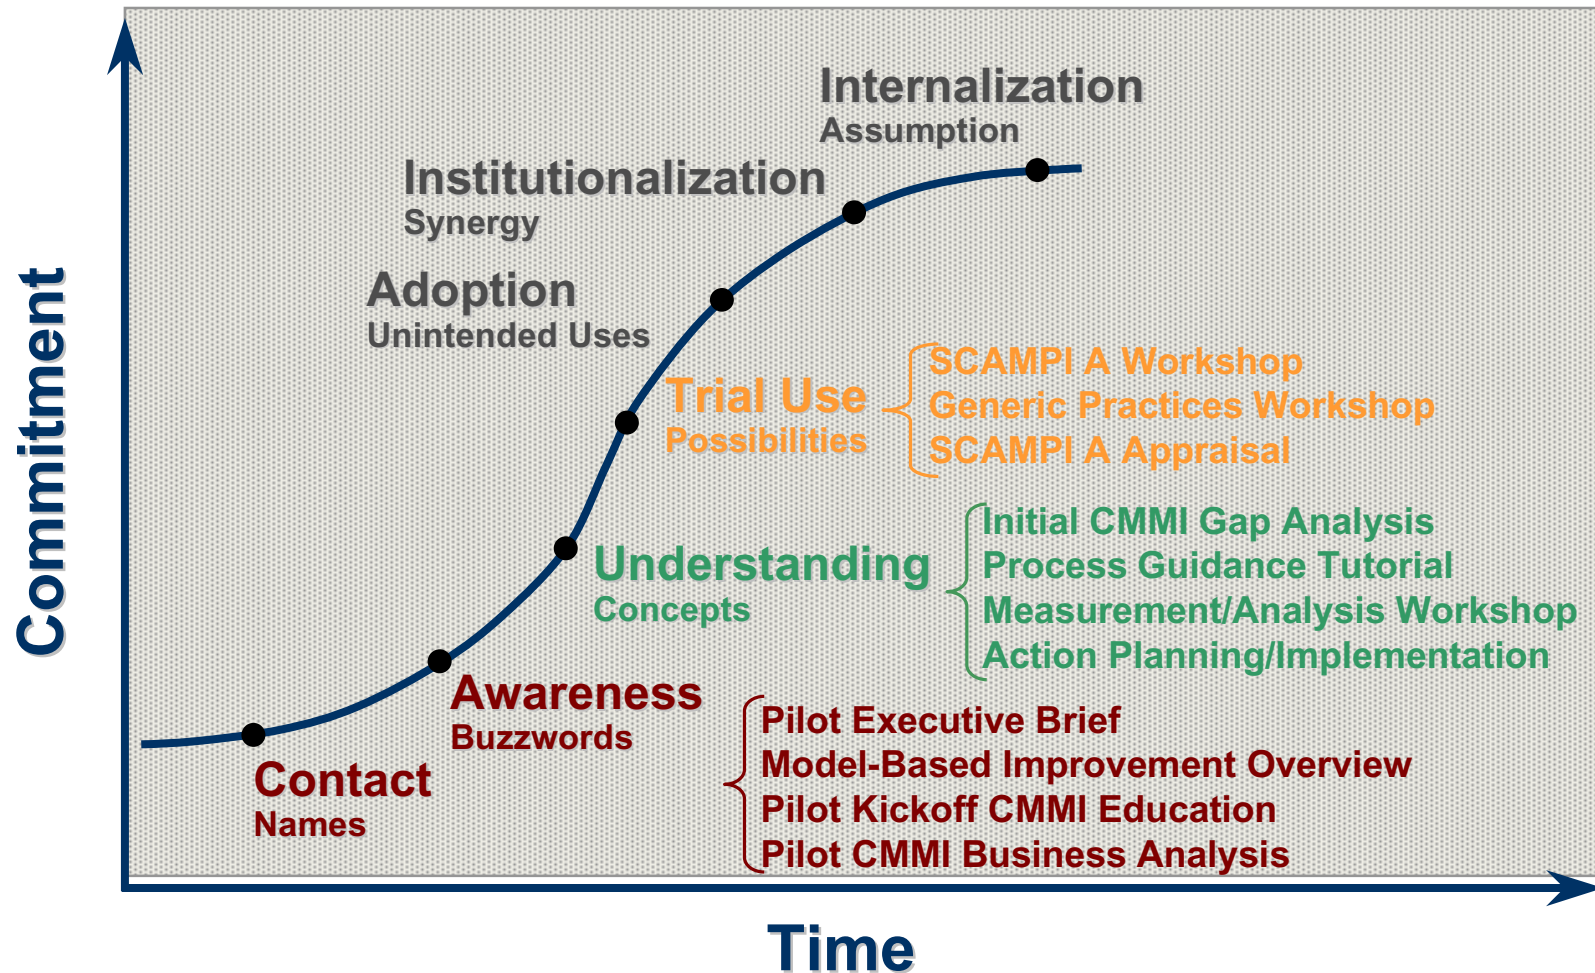 Commitment
Internalization
Assumption
Institutionalization
Synergy
Adoption
Unintended Uses
Trial Use
Possibilities
SCAMPI A Workshop
Generic Practices Workshop
SCAMPI A Appraisal
Understanding
Concepts
Initial CMMI Gap Analysis
Process Guidance Tutorial
Measurement/Analysis Workshop
Action Planning/Implementation
Awareness
Buzzwords
Contact
Names
Pilot Executive Brief
Model-Based Improvement Overview
Pilot Kickoff CMMI Education
Pilot CMMI Business Analysis
Time